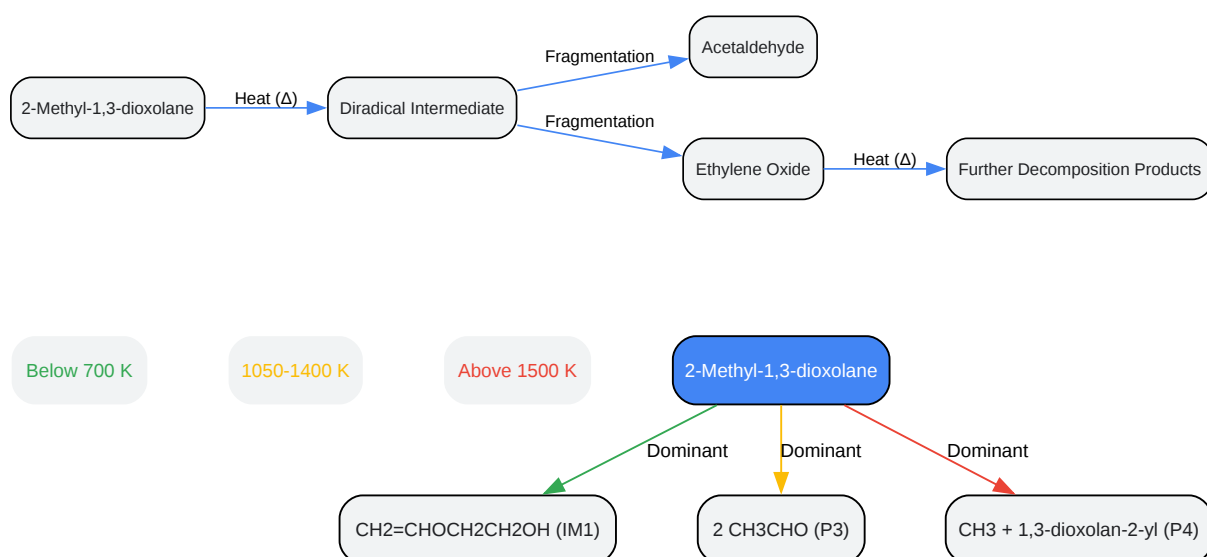 Acetaldehyde
Fragmentation
2-Methyl-1,3-dioxolane
Heat (Δ)
Diradical Intermediate
Fragmentation
Ethylene Oxide
Heat (Δ)
Further Decomposition Products
Below 700 K
1050-1400 K
Above 1500 K
2-Methyl-1,3-dioxolane
Dominant
Dominant
Dominant
CH2=CHOCH2CH2OH (IM1)
2 CH3CHO (P3)
CH3 + 1,3-dioxolan-2-yl (P4)